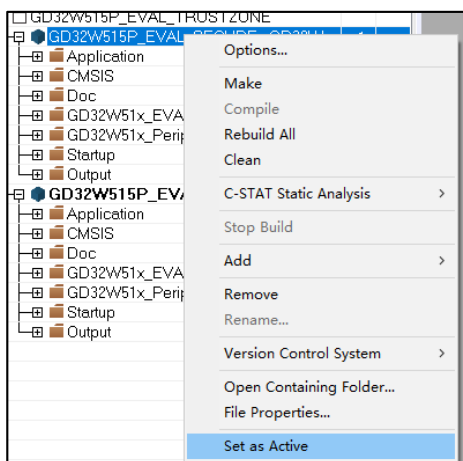 GD32W515P_EVAL_TRUSTZONE
GD32W515P_EVAL_SECURE
Application
CMSIS
Doc
GD32W51x_EVA
GD32W51x_Perip
Startup
Output
GD32W515P_EVA
Application
CMSIS
Doc
GD32W51x_EVA
GD32W51x_Perip
Startup
Output
Options...
Make
Compile
Rebuild All
Clean
C-STAT Static Analysis
Stop Build
Add
Remove
Rename...
Version Control System
Open Containing Folder...
File Properties...
Set as Active